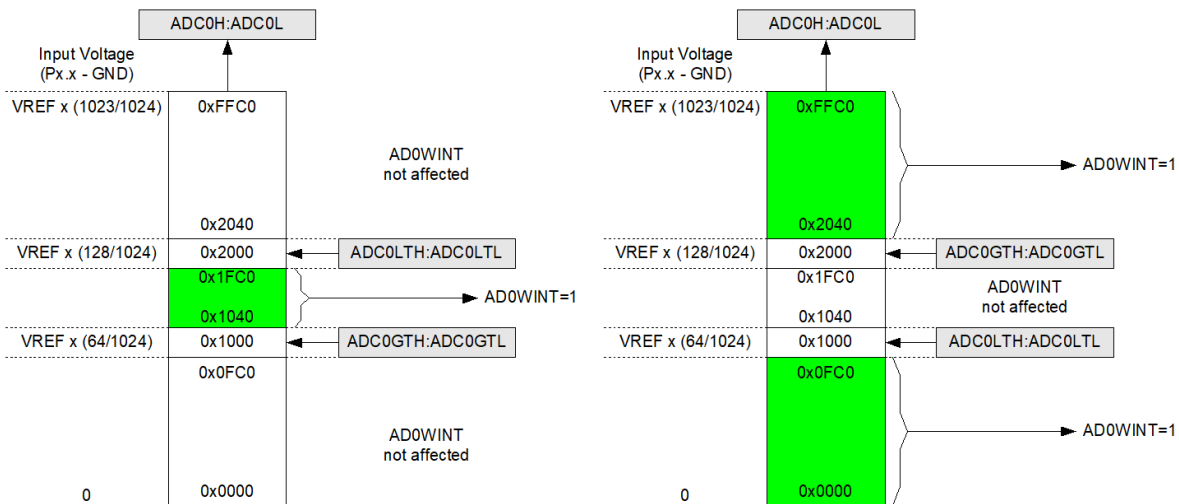 ADC0H:ADC0L
Input Voltage
(Px.x - GND)
VREF x (1023/1024)
0xFFC0
AD0WINT
not affected
0x2040
VREF x (128/1024)
0x2000
ADC0LTH:ADC0LTL
0x1FC0
AD0WINT=1
0x1040
VREF x (64/1024)
0x1000
ADC0GTH:ADC0GTL
0x0FC0
AD0WINT
not affected
0
0x0000
ADC0H:ADC0L
Input Voltage
(Px.x - GND)
VREF x (1023/1024)
0xFFC0
AD0WINT=1
0x2040
VREF x (128/1024)
0x2000
ADC0GTH:ADC0GTL
0x1FC0
AD0WINT
not affected
0x1040
VREF x (64/1024)
0x1000
ADC0LTH:ADC0LTL
0x0FC0
AD0WINT=1
0
0x0000